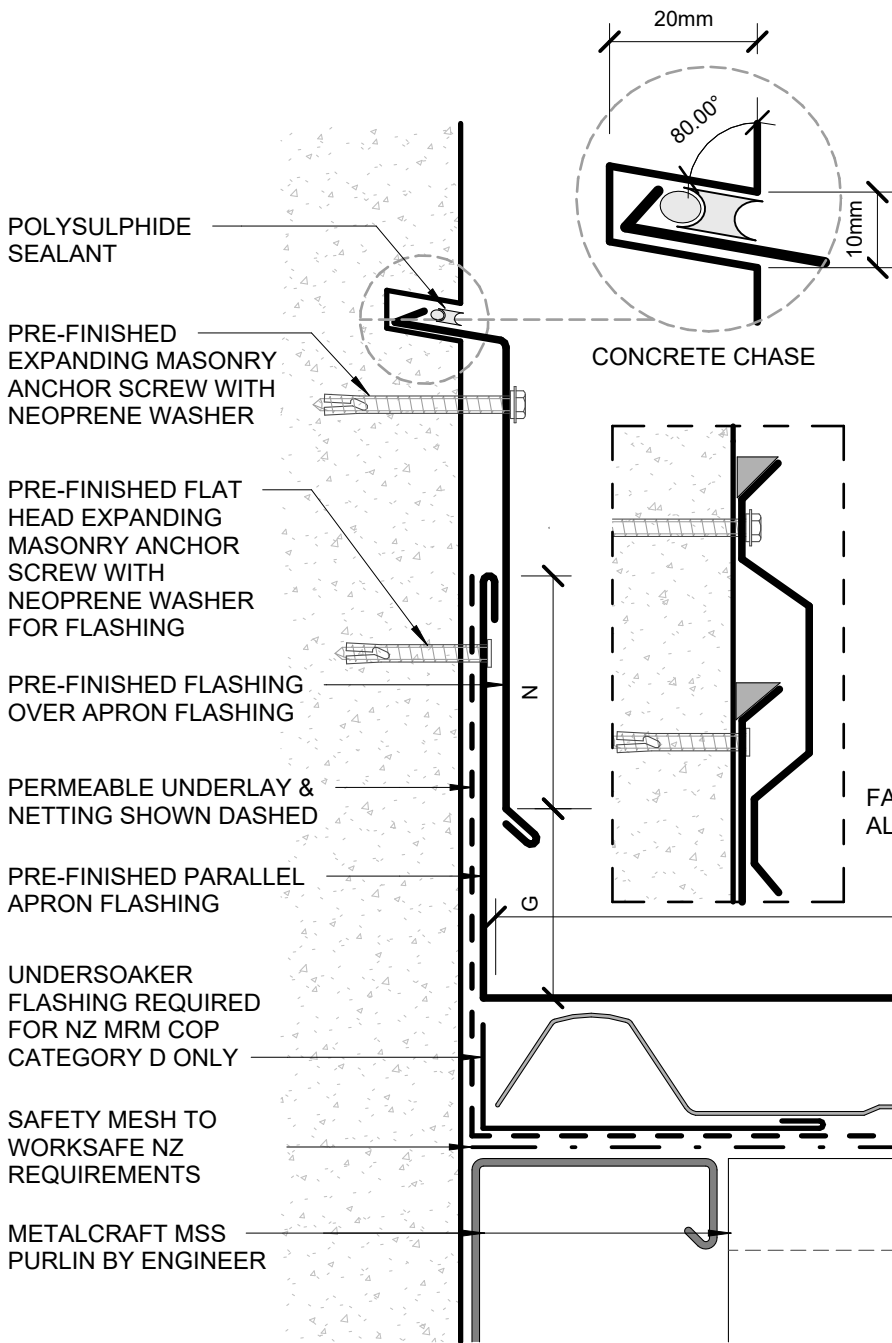 20mm
80.00°
10mm
CONCRETE CHASE
POLYSULPHIDE
SEALANT
PRE-FINISHED
EXPANDING MASONRY
ANCHOR SCREW WITH
NEOPRENE WASHER
PRE-FINISHED FLAT
HEAD EXPANDING
MASONRY ANCHOR
SCREW WITH
NEOPRENE WASHER
FOR FLASHING
PRE-FINISHED FLASHING
OVER APRON FLASHING
PERMEABLE UNDERLAY &
NETTING SHOWN DASHED
PRE-FINISHED PARALLEL
APRON FLASHING
UNDERSOAKER
FLASHING REQUIRED
FOR NZ MRM COP
CATEGORY D ONLY
SAFETY MESH TO
WORKSAFE NZ
REQUIREMENTS
METALCRAFT MSS
PURLIN BY ENGINEER
N
G
FA
AL